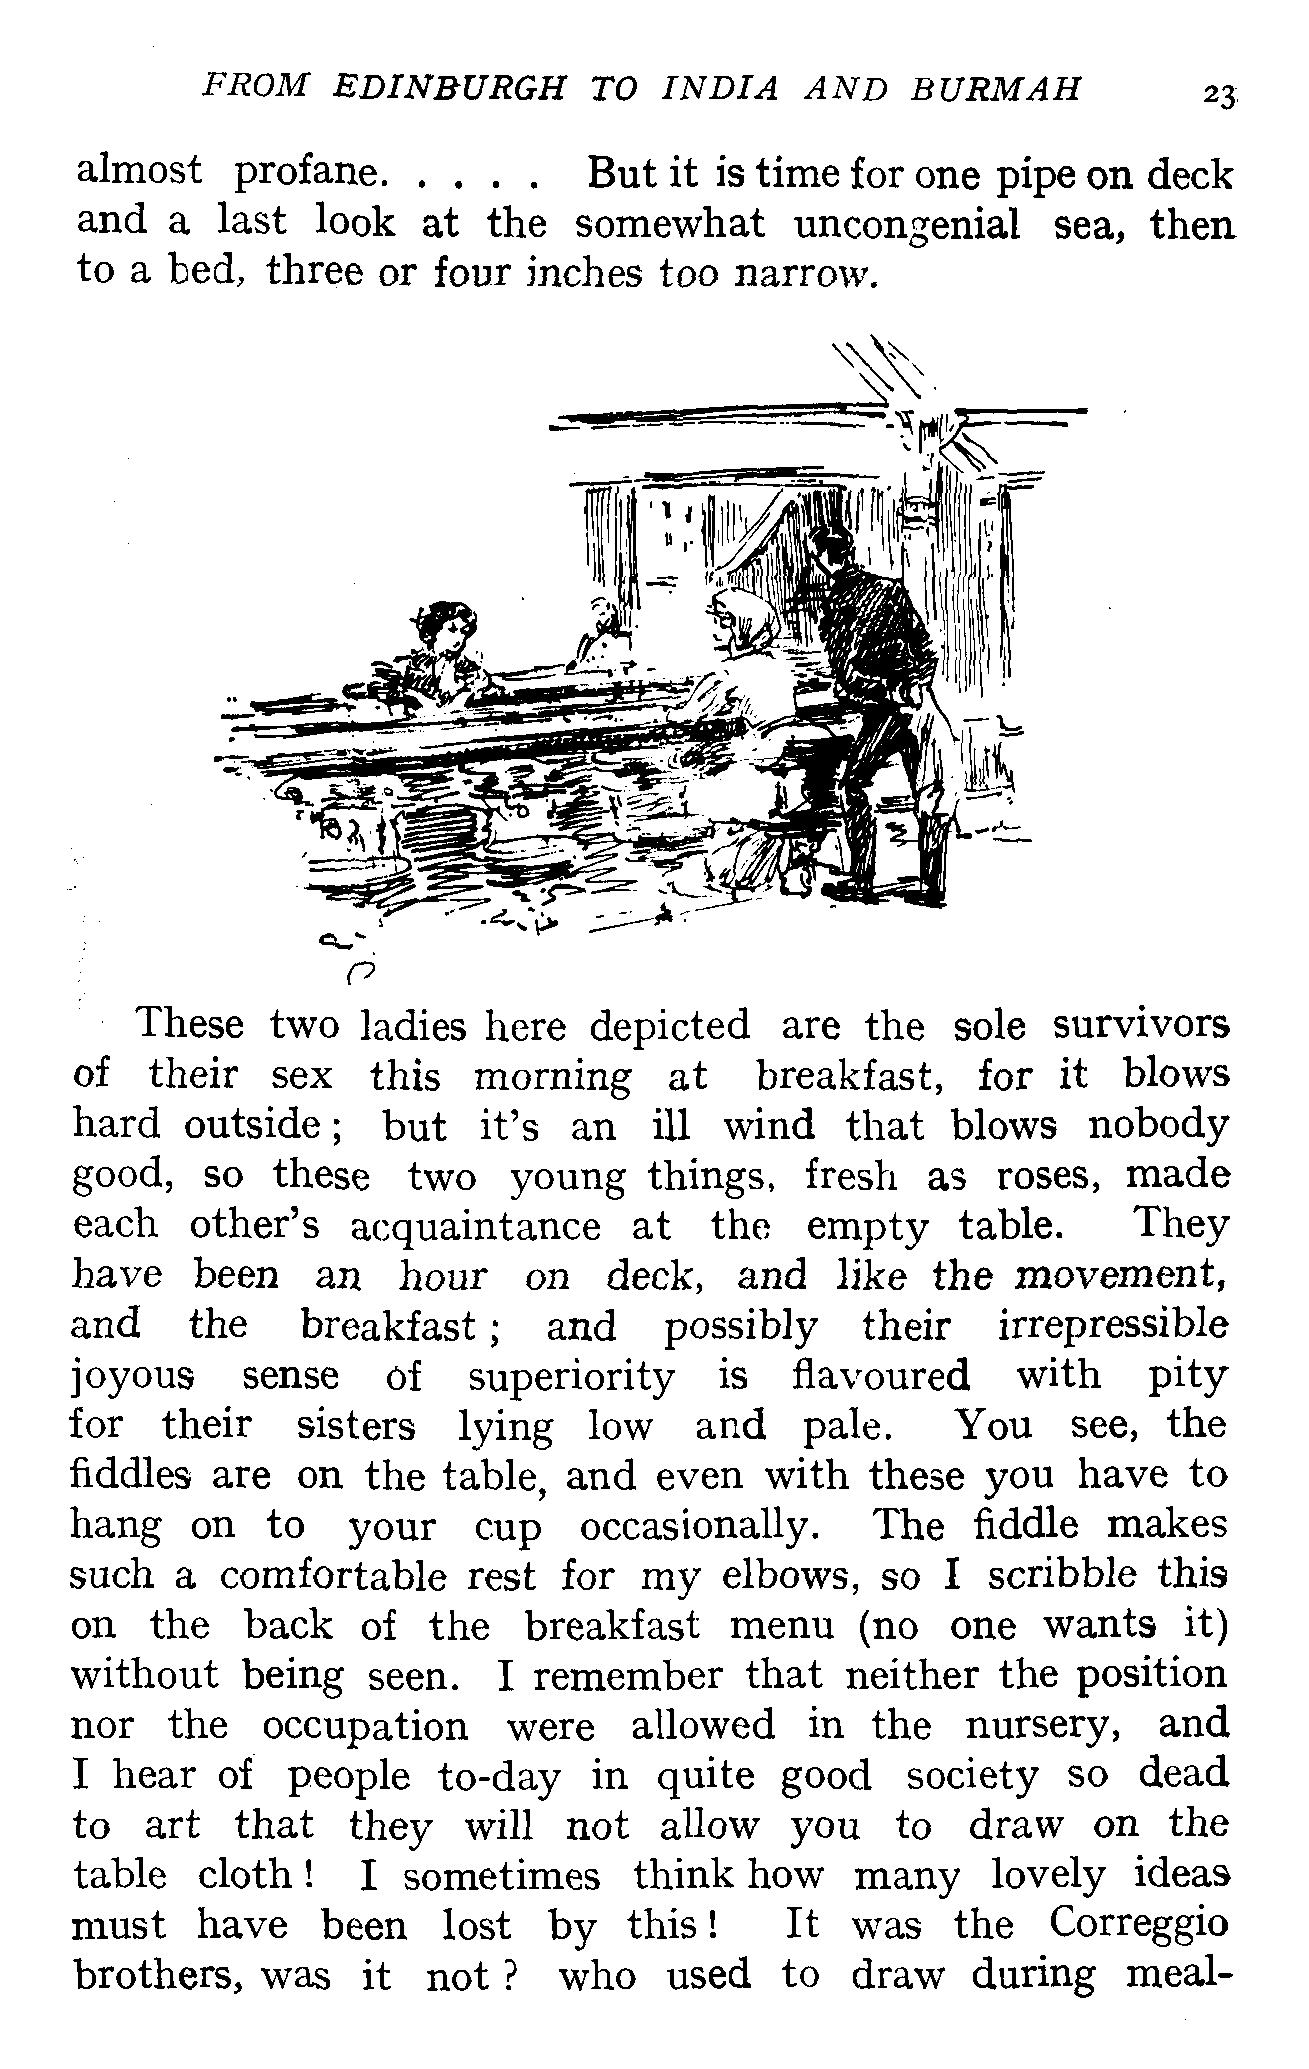 FROM EDINBURGH TO INDIA AND BURMAH 23
almost profane. . . . . But it is time for one pipe on deck
and a last look at the somewhat uncongenial sea, then
to a bed, three or four inches too narrow.
These two ladies here depicted are the sole survivors
of their sex this morning at breakfast, for it blows
hard outside ; but it's an ill wind that blows nobody
good, so these two young things, fresh as roses, made
each other's acquaintance at the empty table. They
have been an hour on deck, and like the movement,
and the breakfast ; and possibly their irrepressible
joyous sense of superiority is flavoured with pity
for their sisters lying low and pale. You see, the
fiddles are on the table, and even with these you have to
hang on to your cup occasionally. The fiddle makes
such a comfortable rest for my elbows, so I scribble this
on the back of the breakfast menu (no one wants it)
without being seen. I remember that neither the position
nor the occupation were allowed in the nursery, and
I hear of people to-day in quite good society so dead
to art that they will not allow you to draw on the
table cloth ! I sometimes think how many lovely ideas
must have been lost by this ! It was the Correggio
brothers, was it not ? who used to draw during meal-